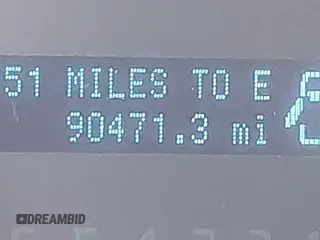 51 MILES TO E
90471.3 mi
DREAMBID